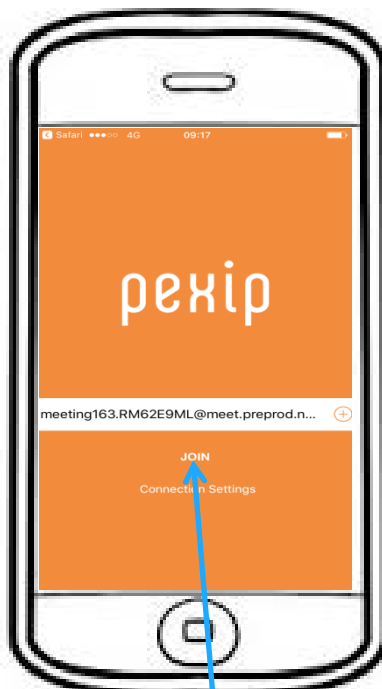 Safari 4G 09:17
pexip
meeting163.RM62E9ML@meet.preprod.n...
JOIN
Connection Settings